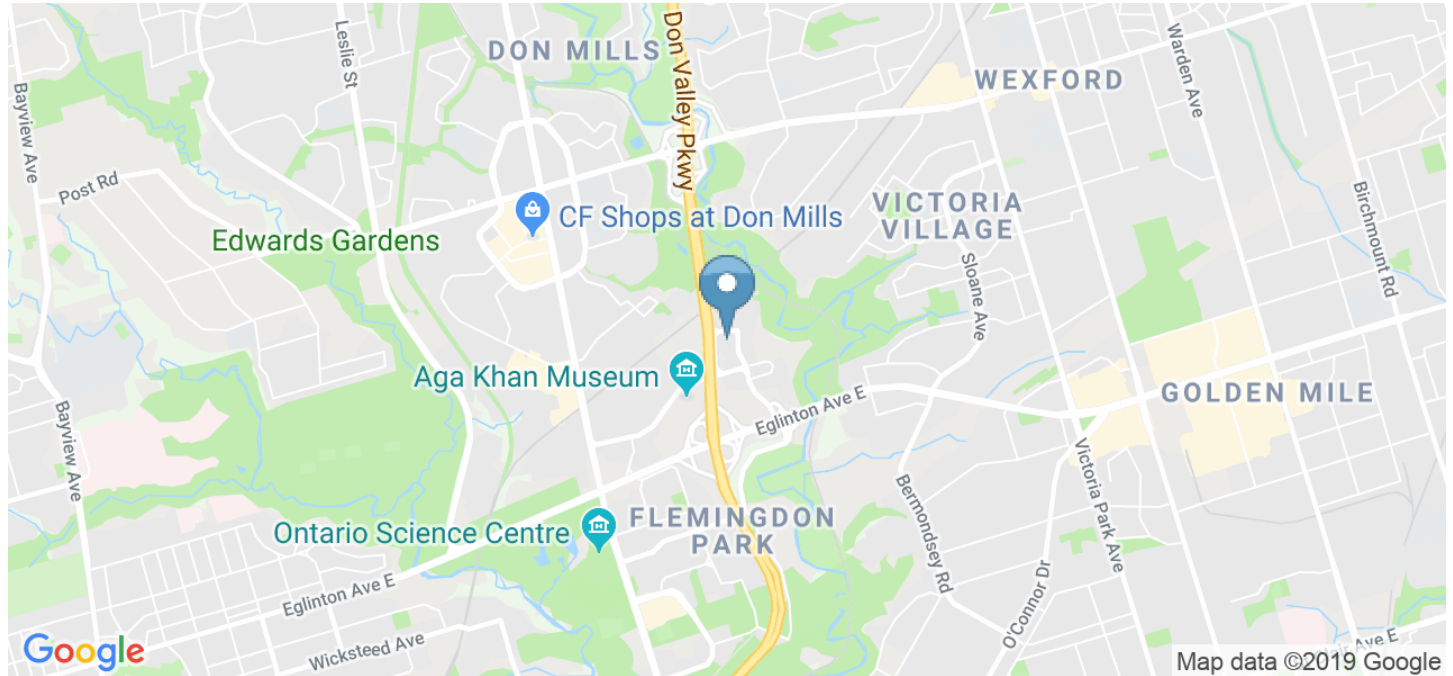 DON MILLS
Leslie St
Don Valley Pkwy
WEXFORD
Warden Ave
Bayview Ave
Post Rd
CF Shops at Don Mills
Edwards Gardens
VICTORIA
VILLAGE
Birchmount Rd
Sloane Ave
Aga Khan Museum
Eglinton Ave E
GOLDEN MILE
Bayview Ave
Victoria Park Ave
Bermondsey Rd
Ontario Science Centre
FLEMINGDON
PARK
Eglinton Ave E
O'Connor Dr
Wicksteed Ave
Ave E
Google
Map data ©2019 Google